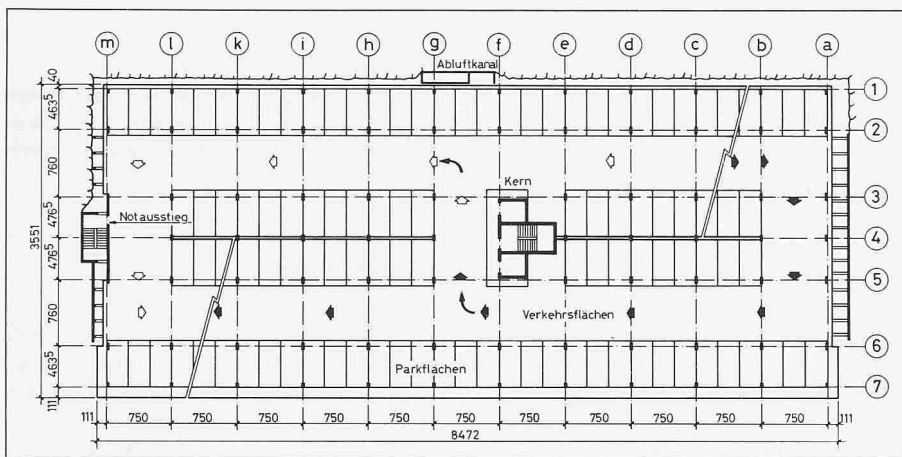 m l k i h g f e d c b a
Abluftkanal
40
463⁵
760
476⁵
476⁵
760
463⁵
111
3551
1
2
3
4
5
6
7
Kern
Notausstieg
Verkehrsflächen
Parkflächen
111 750 750 750 750 750 750 750 750 750 750 750 111
8472